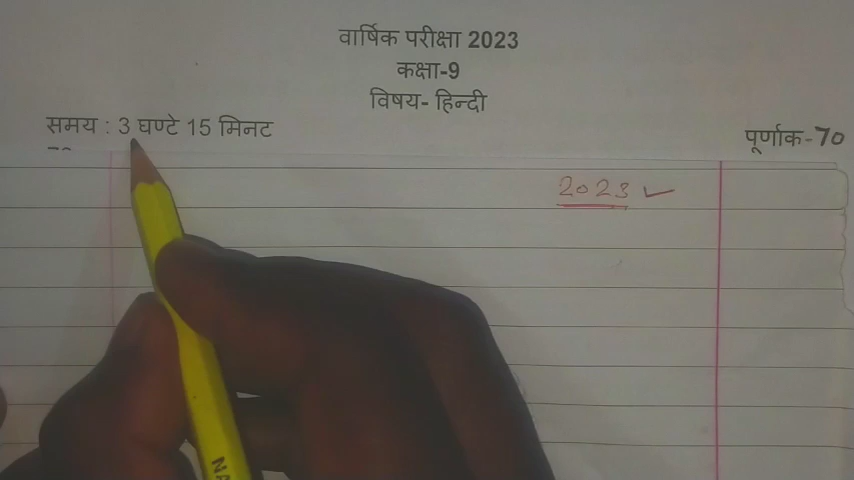 वार्षिक परीक्षा 2023
कक्षा-9
विषय- हिन्दी
समय : 3 घण्टे 15 मिनट
पूर्णाक-70
2023 ✓